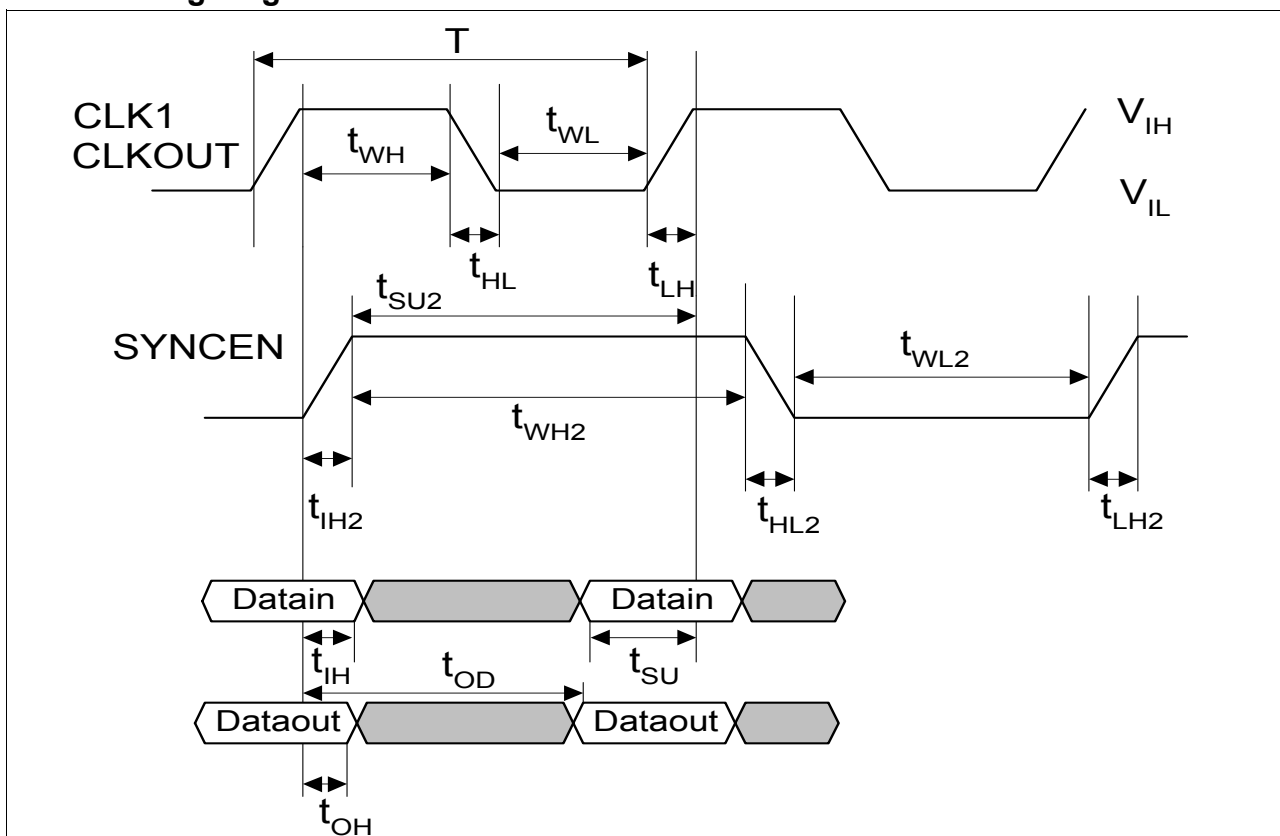 T
CLK1
CLKOUT
tWH
tWL
VIH
VIL
tHL
tLH
tSU2
SYNCEN
tWL2
tWH2
tIH2
tHL2
tLH2
Datain
Datain
tIH
tOD
tSU
Dataout
Dataout
tOH